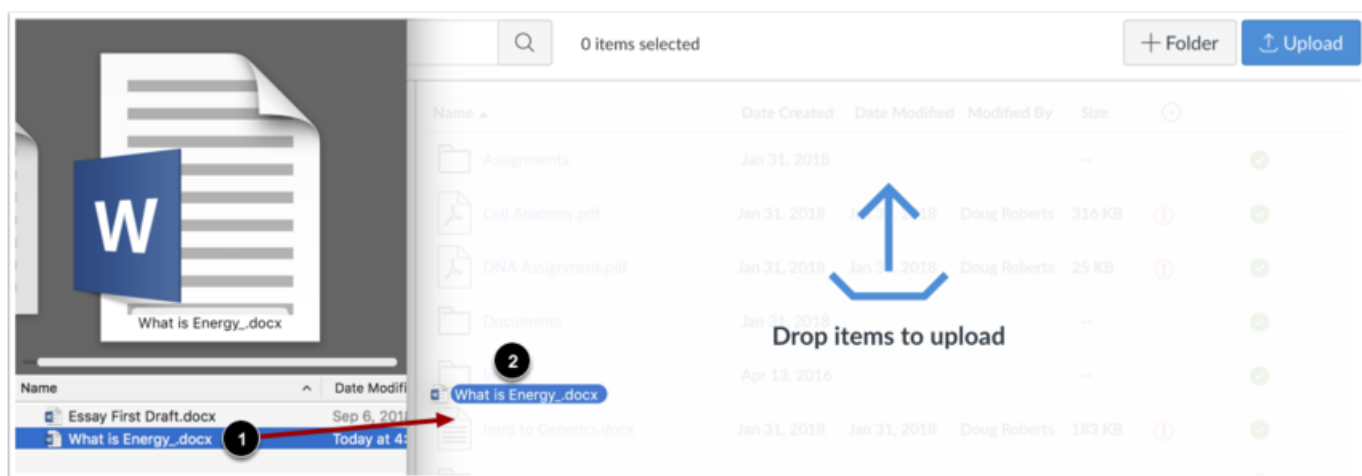 0 items selected
+ Folder
Upload
W
What is Energy_.docx
Name
Date Modifi
Essay First Draft.docx
Sep 6, 201
What is Energy_.docx
1
Today at 4:
Name
Date Created
Date Modified
Modified By
Size
Assignments
Jan 31, 2018
--
Cell Anatomy.pdf
Jan 31, 2018
Doug Roberts
316 KB
DNA Assignment.pdf
Jan 31, 2018
Doug Roberts
25 KB
Documents
Jan 31, 2018
--
Drop items to upload
2
Apr 13, 2016
--
What is Energy_.docx
Intro to Genetics.docx
Jan 31, 2018
Jan 31, 2018
Doug Roberts
183 KB